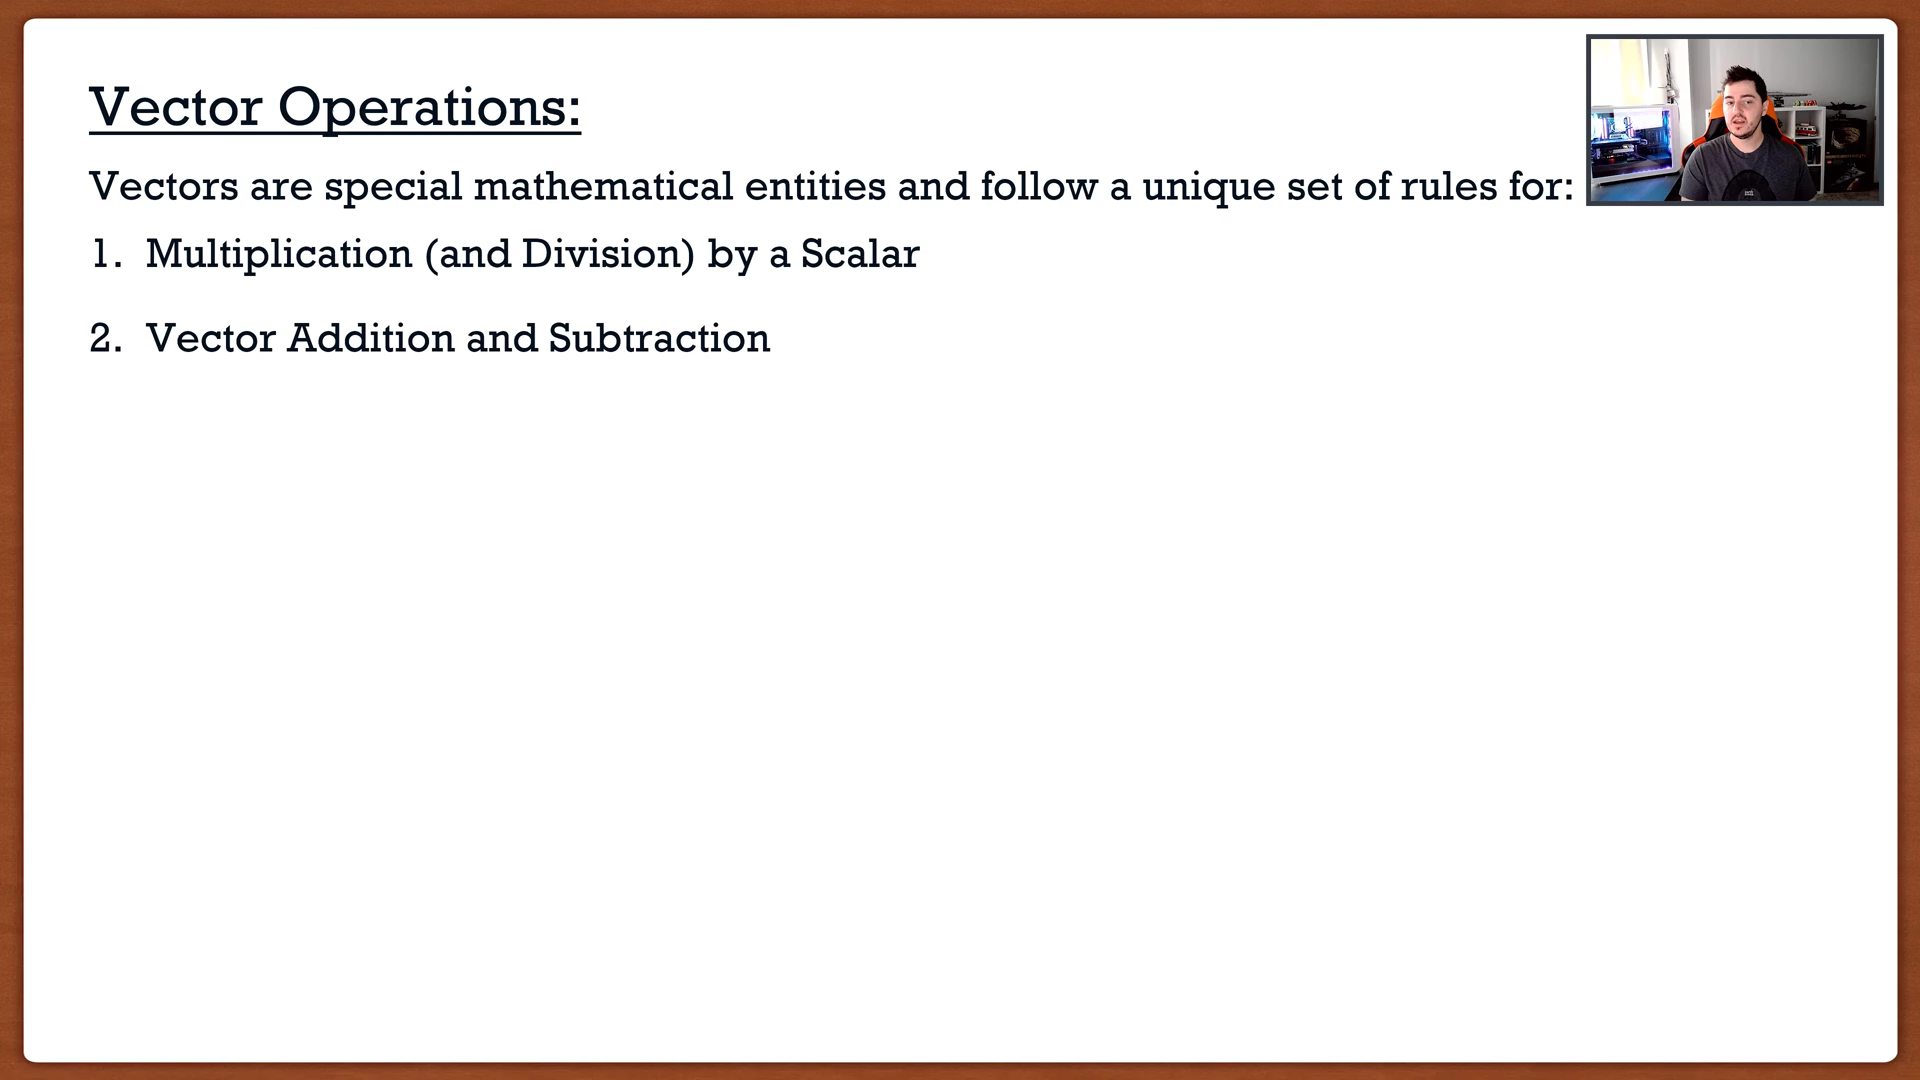 Vector Operations:
Vectors are special mathematical entities and follow a unique set of rules for:
1. Multiplication (and Division) by a Scalar
2. Vector Addition and Subtraction